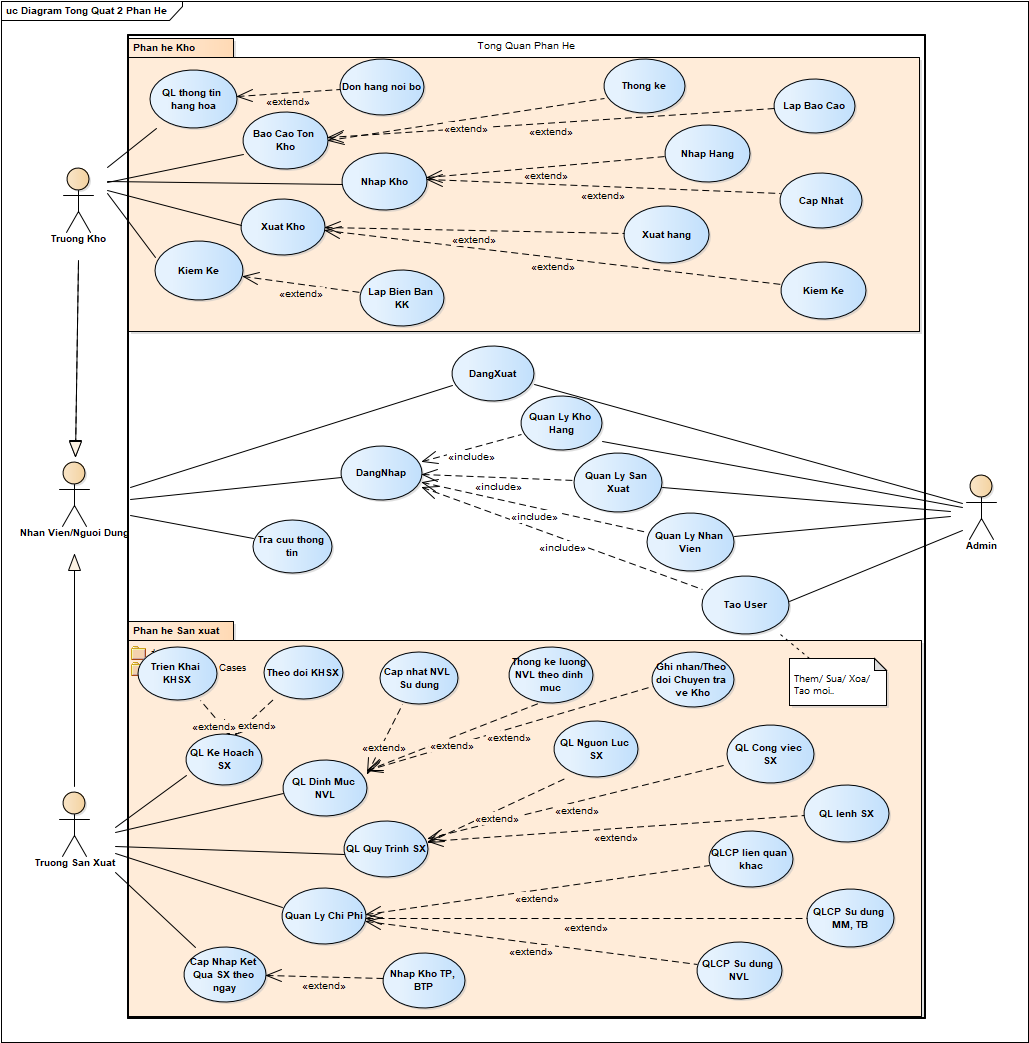 uc Diagram Tong Quat 2 Phan He
Tong Quan Phan He
Phan he Kho
QL thong tin
hang hoa
«extend»
Don hang noi bo
Thong ke
Lap Bao Cao
Bao Cao Ton
Kho
«extend»
«extend»
Nhap Hang
Nhap Kho
«extend»
«extend»
Cap Nhat
Truong Kho
Xuat Kho
«extend»
Xuat hang
Kiem Ke
«extend»
«extend»
Lap Bien Ban
KK
Kiem Ke
DangXuat
Quan Ly Kho
Hang
DangNhap
«include»
Quan Ly San
Xuat
«include»
«include»
Quan Ly Nhan
Vien
«include»
Nhan Vien/Nguoi Dung
Tra cuu thong
tin
Admin
Tao User
Them/ Sua/ Xoa/
Tao moi..
Phan he San xuat
Trien Khai
KHSX
Cases
Theo doi KHSX
Cap nhat NVL
Su dung
Thong ke luong
NVL theo dinh
muc
Ghi nhan/Theo
doi Chuyen tra
ve Kho
«extend»
«extend»
«extend»
«extend»
«extend»
QL Ke Hoach
SX
QL Nguon Luc
SX
QL Cong viec
SX
QL Dinh Muc
NVL
«extend»
«extend»
«extend»
QL lenh SX
QL Quy Trinh SX
Truong San Xuat
QLCP lien quan
khac
«extend»
Quan Ly Chi Phi
«extend»
QLCP Su dung
MM, TB
«extend»
QLCP Su dung
NVL
Cap Nhap Ket
Qua SX theo
ngay
«extend»
Nhap Kho TP,
BTP